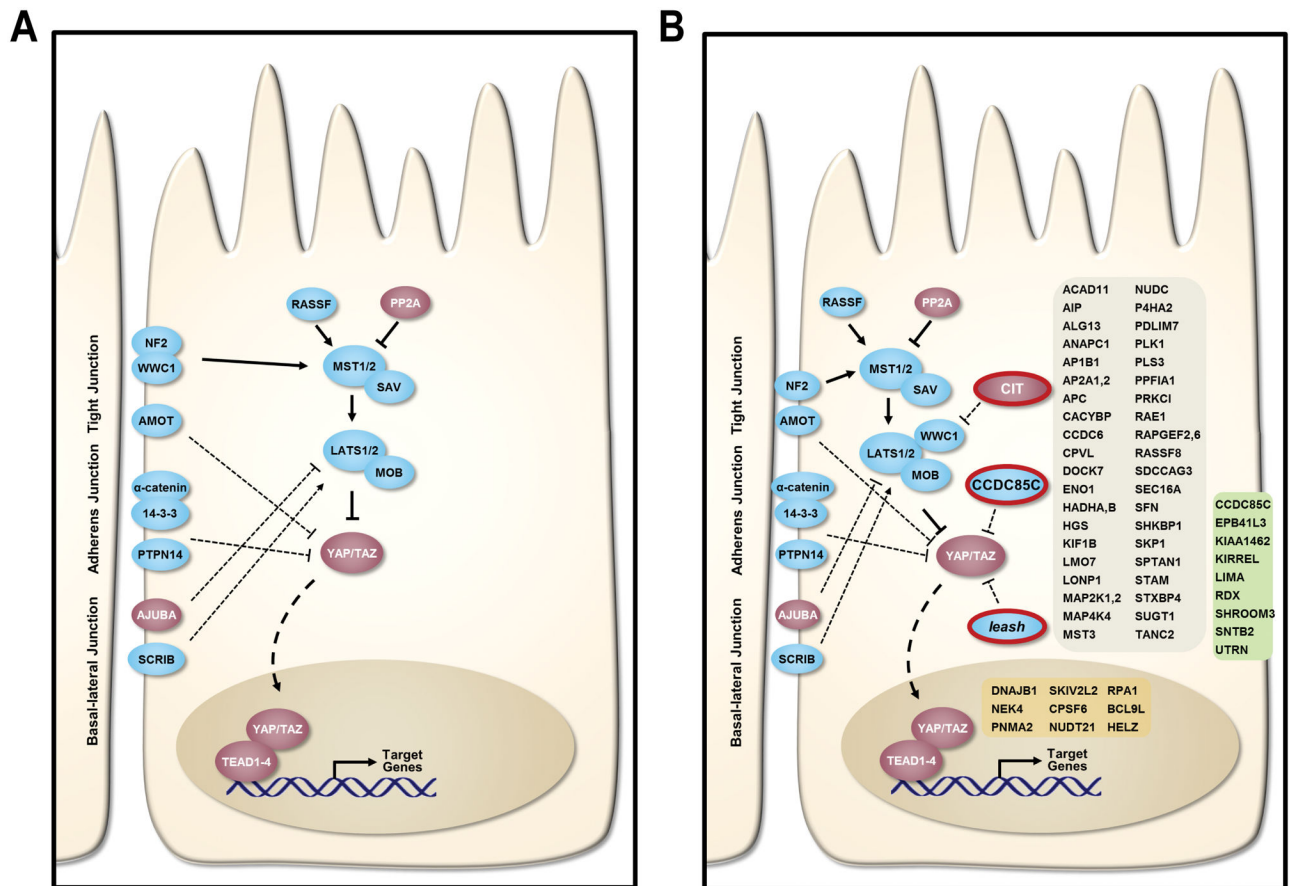 A
Tight Junction
Adherens Junction
Basal-lateral Junction
RASSF
PP2A
NF2
WWC1
MST1/2
SAV
AMOT
LATS1/2
MOB
α-catenin
14-3-3
PTPN14
YAP/TAZ
AJUBA
SCRIB
YAP/TAZ
TEAD1-4
Target
Genes
B
Tight Junction
Adherens Junction
Basal-lateral Junction
RASSF
PP2A
MST1/2
SAV
NF2
CIT
AMOT
WWC1
LATS1/2
MOB
α-catenin
14-3-3
CCDC85C
PTPN14
YAP/TAZ
AJUBA
leash
SCRIB
ACAD11 NUDC
AIP P4HA2
ALG13 PDLIM7
ANAPC1 PLK1
AP1B1 PLS3
AP2A1,2 PPFIA1
APC PRKCI
CACYBP RAE1
CCDC6 RAPGEF2,6
CPVL RASSF8
DOCK7 SDCCAG3
ENO1 SEC16A
HADHA,B SFN
HGS SHKBP1
KIF1B SKP1
LMO7 SPTAN1
LONP1 STAM
MAP2K1,2 STXBP4
MAP4K4 SUGT1
MST3 TANC2
CCDC85C
EPB41L3
KIAA1462
KIRREL
LIMA
RDX
SHROOM3
SNTB2
UTRN
DNAJB1 SKIV2L2 RPA1
NEK4 CPSF6 BCL9L
PNMA2 NUDT21 HELZ
YAP/TAZ
TEAD1-4
Target
Genes